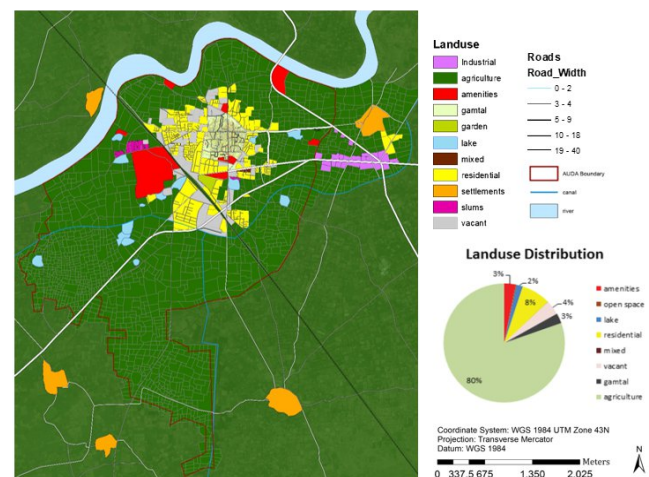 Landuse
Industrial
agriculture
amenities
gamtal
garden
lake
mixed
residential
settlements
slums
vacant
Roads
Road_Width
0 - 2
3 - 4
5 - 9
10 - 18
19 - 40
AUDA Boundary
canal
river
Landuse Distribution
3%
2%
8%
4%
3%
80%
amenities
open space
lake
residential
mixed
vacant
gamtal
agriculture
Coordinate System: WGS 1984 UTM Zone 43N
Projection: Transverse Mercator
Datum: WGS 1984
N
Meters
0 337.5 675 1,350 2,025